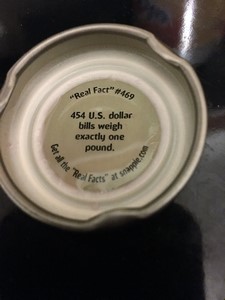 "Real Fact" #469
454 U.S. dollar
bills weigh
exactly one
pound.
Get all the "Real Facts" at snapple.com